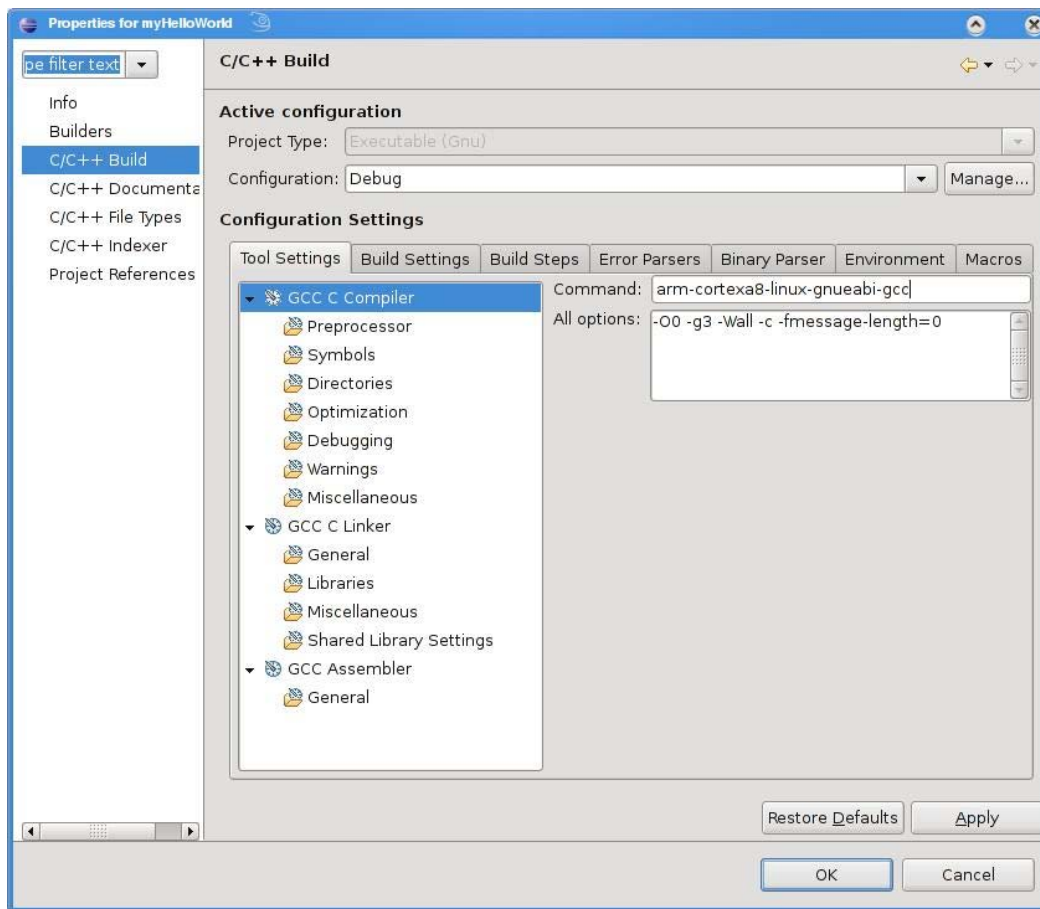 Properties for myHelloWorld
pe filter text
Info
Builders
C/C++ Build
C/C++ Documenta
C/C++ File Types
C/C++ Indexer
Project References
C/C++ Build
Active configuration
Project Type: Executable (Gnu)
Configuration: Debug Manage...
Configuration Settings
Tool Settings Build Settings Build Steps Error Parsers Binary Parser Environment Macros
GCC C Compiler
Preprocessor
Symbols
Directories
Optimization
Debugging
Warnings
Miscellaneous
GCC C Linker
General
Libraries
Miscellaneous
Shared Library Settings
GCC Assembler
General
Command: arm-cortexa8-linux-gnueabi-gcc
All options: -O0 -g3 -Wall -c -fmessage-length=0
Restore Defaults Apply
OK Cancel